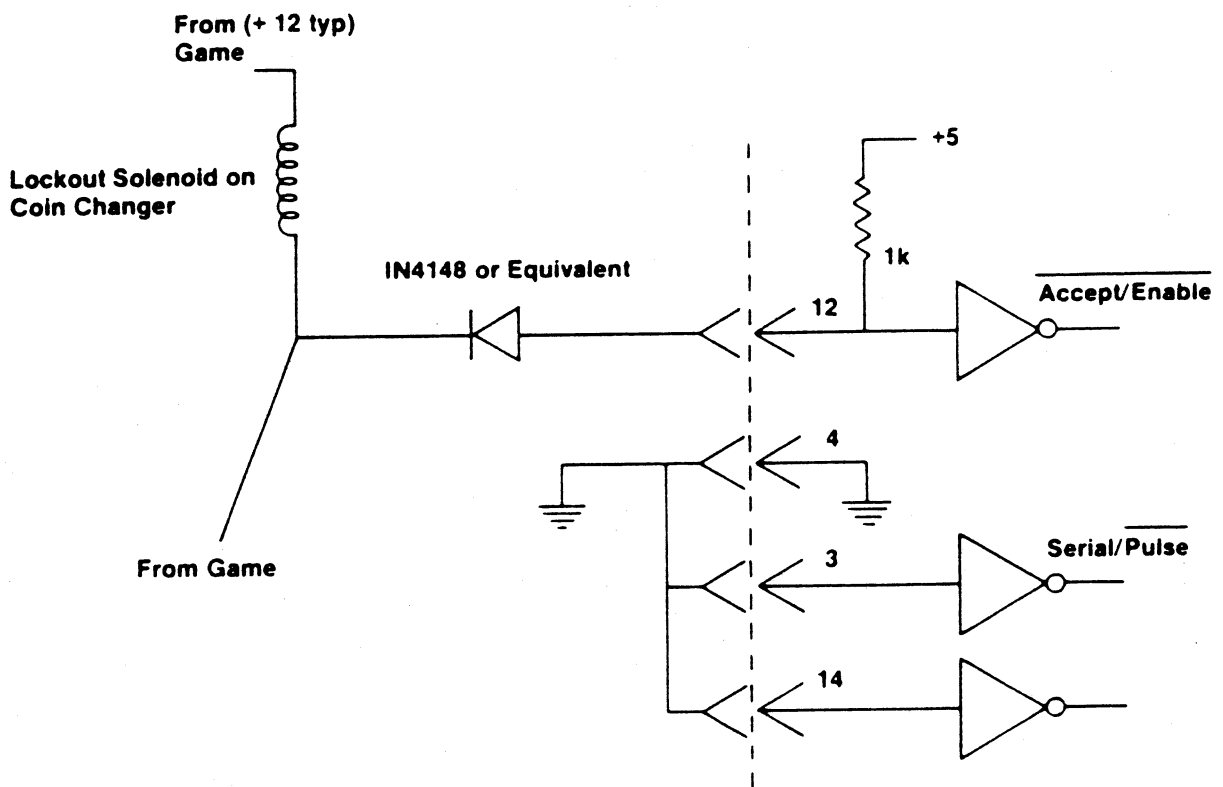 From (+ 12 typ)
Game
Lockout Solenoid on
Coin Changer
IN4148 or Equivalent
+5
1k
12
Accept/Enable
4
3
Serial/Pulse
14
From Game